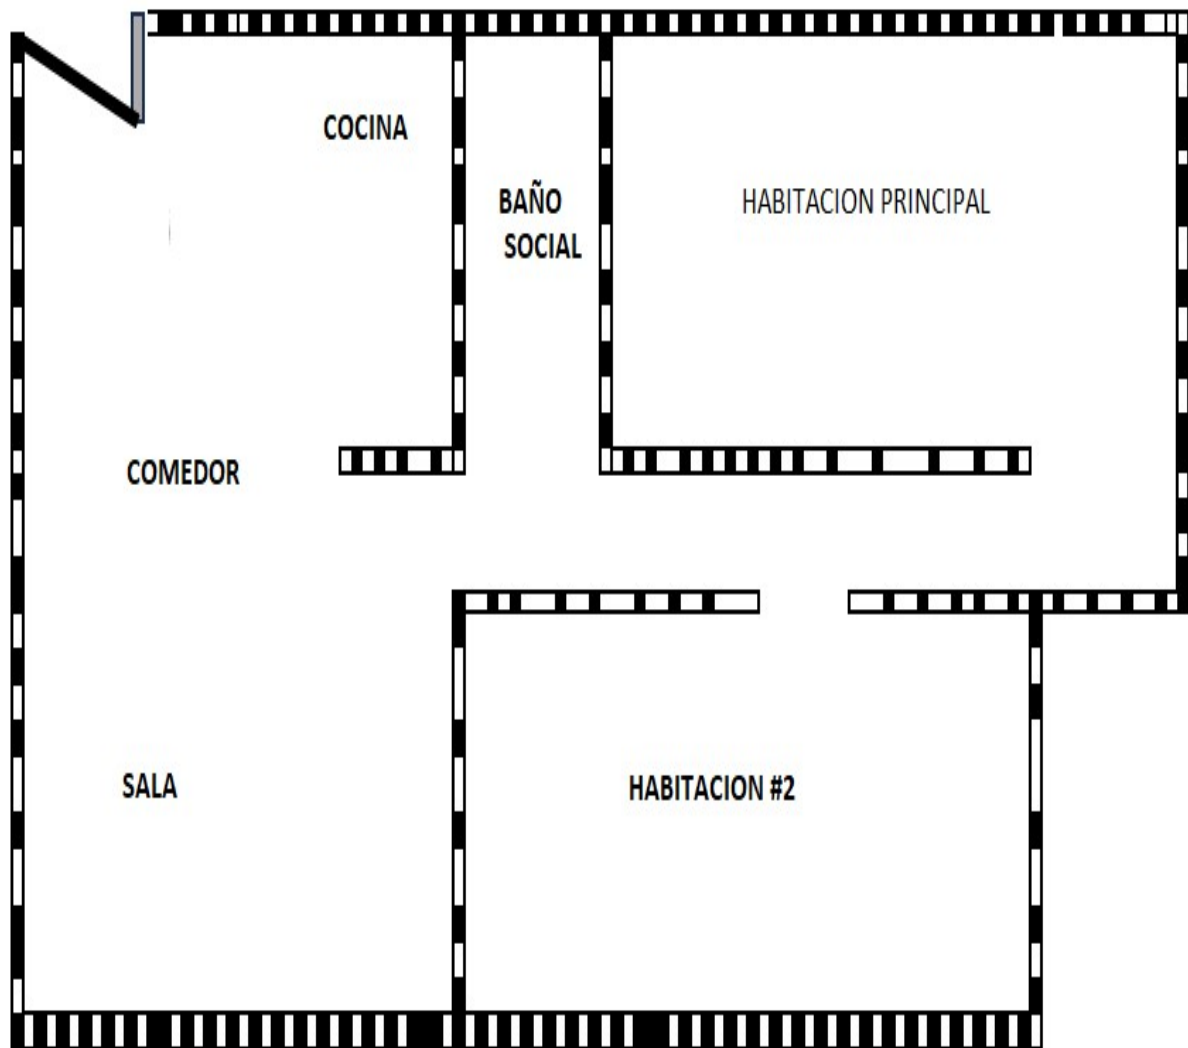 COCINA
BAÑO
SOCIAL
HABITACION PRINCIPAL
COMEDOR
SALA
HABITACION #2